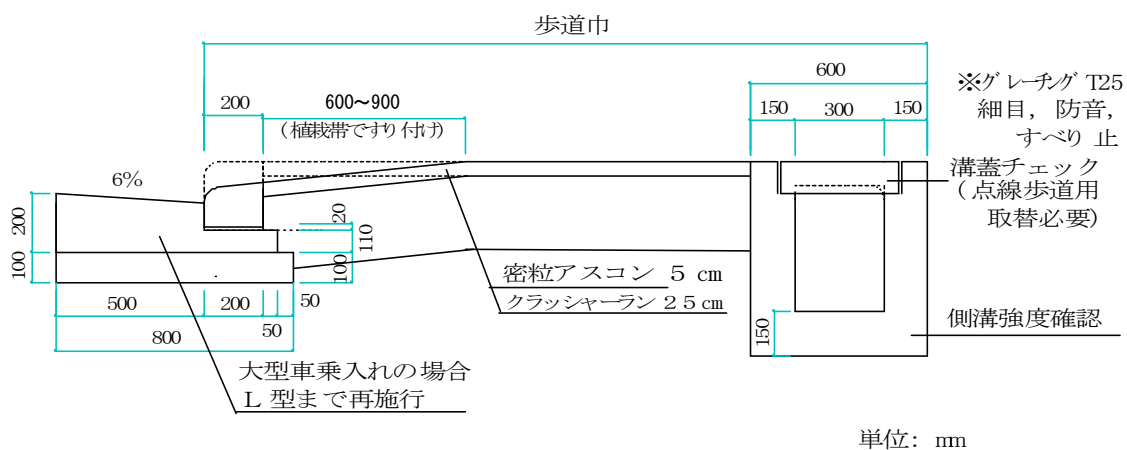 歩道巾
600
200
600~900
(植栽帯ですり付け)
150
300
150
※グレーチング T25
細目, 防音,
すべり止
溝蓋チェック
(点線歩道用
取替必要)
6%
200
100
20
110
100
密粒アスコン 5 cm
クラッシャーラン 25cm
500
200
50
50
800
150
側溝強度確認
大型車乗入れの場合
L 型まで再施行
単位: mm